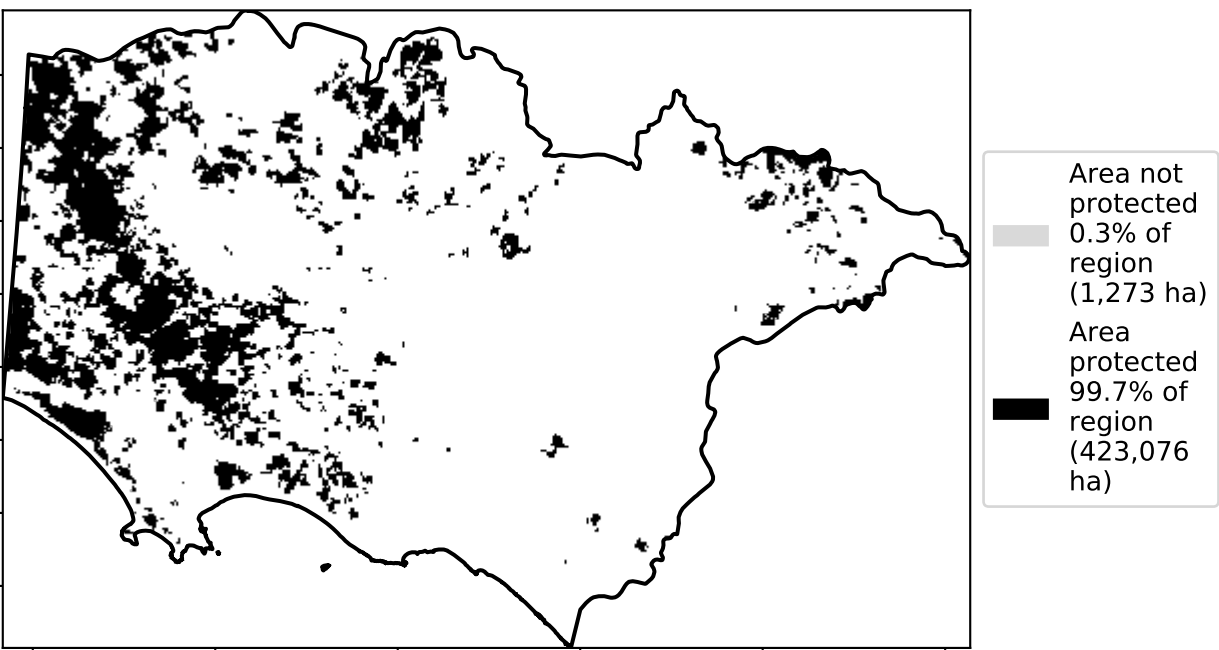 Area not
protected
0.3% of
region
(1,273 ha)
Area
protected
99.7% of
region
(423,076
ha)